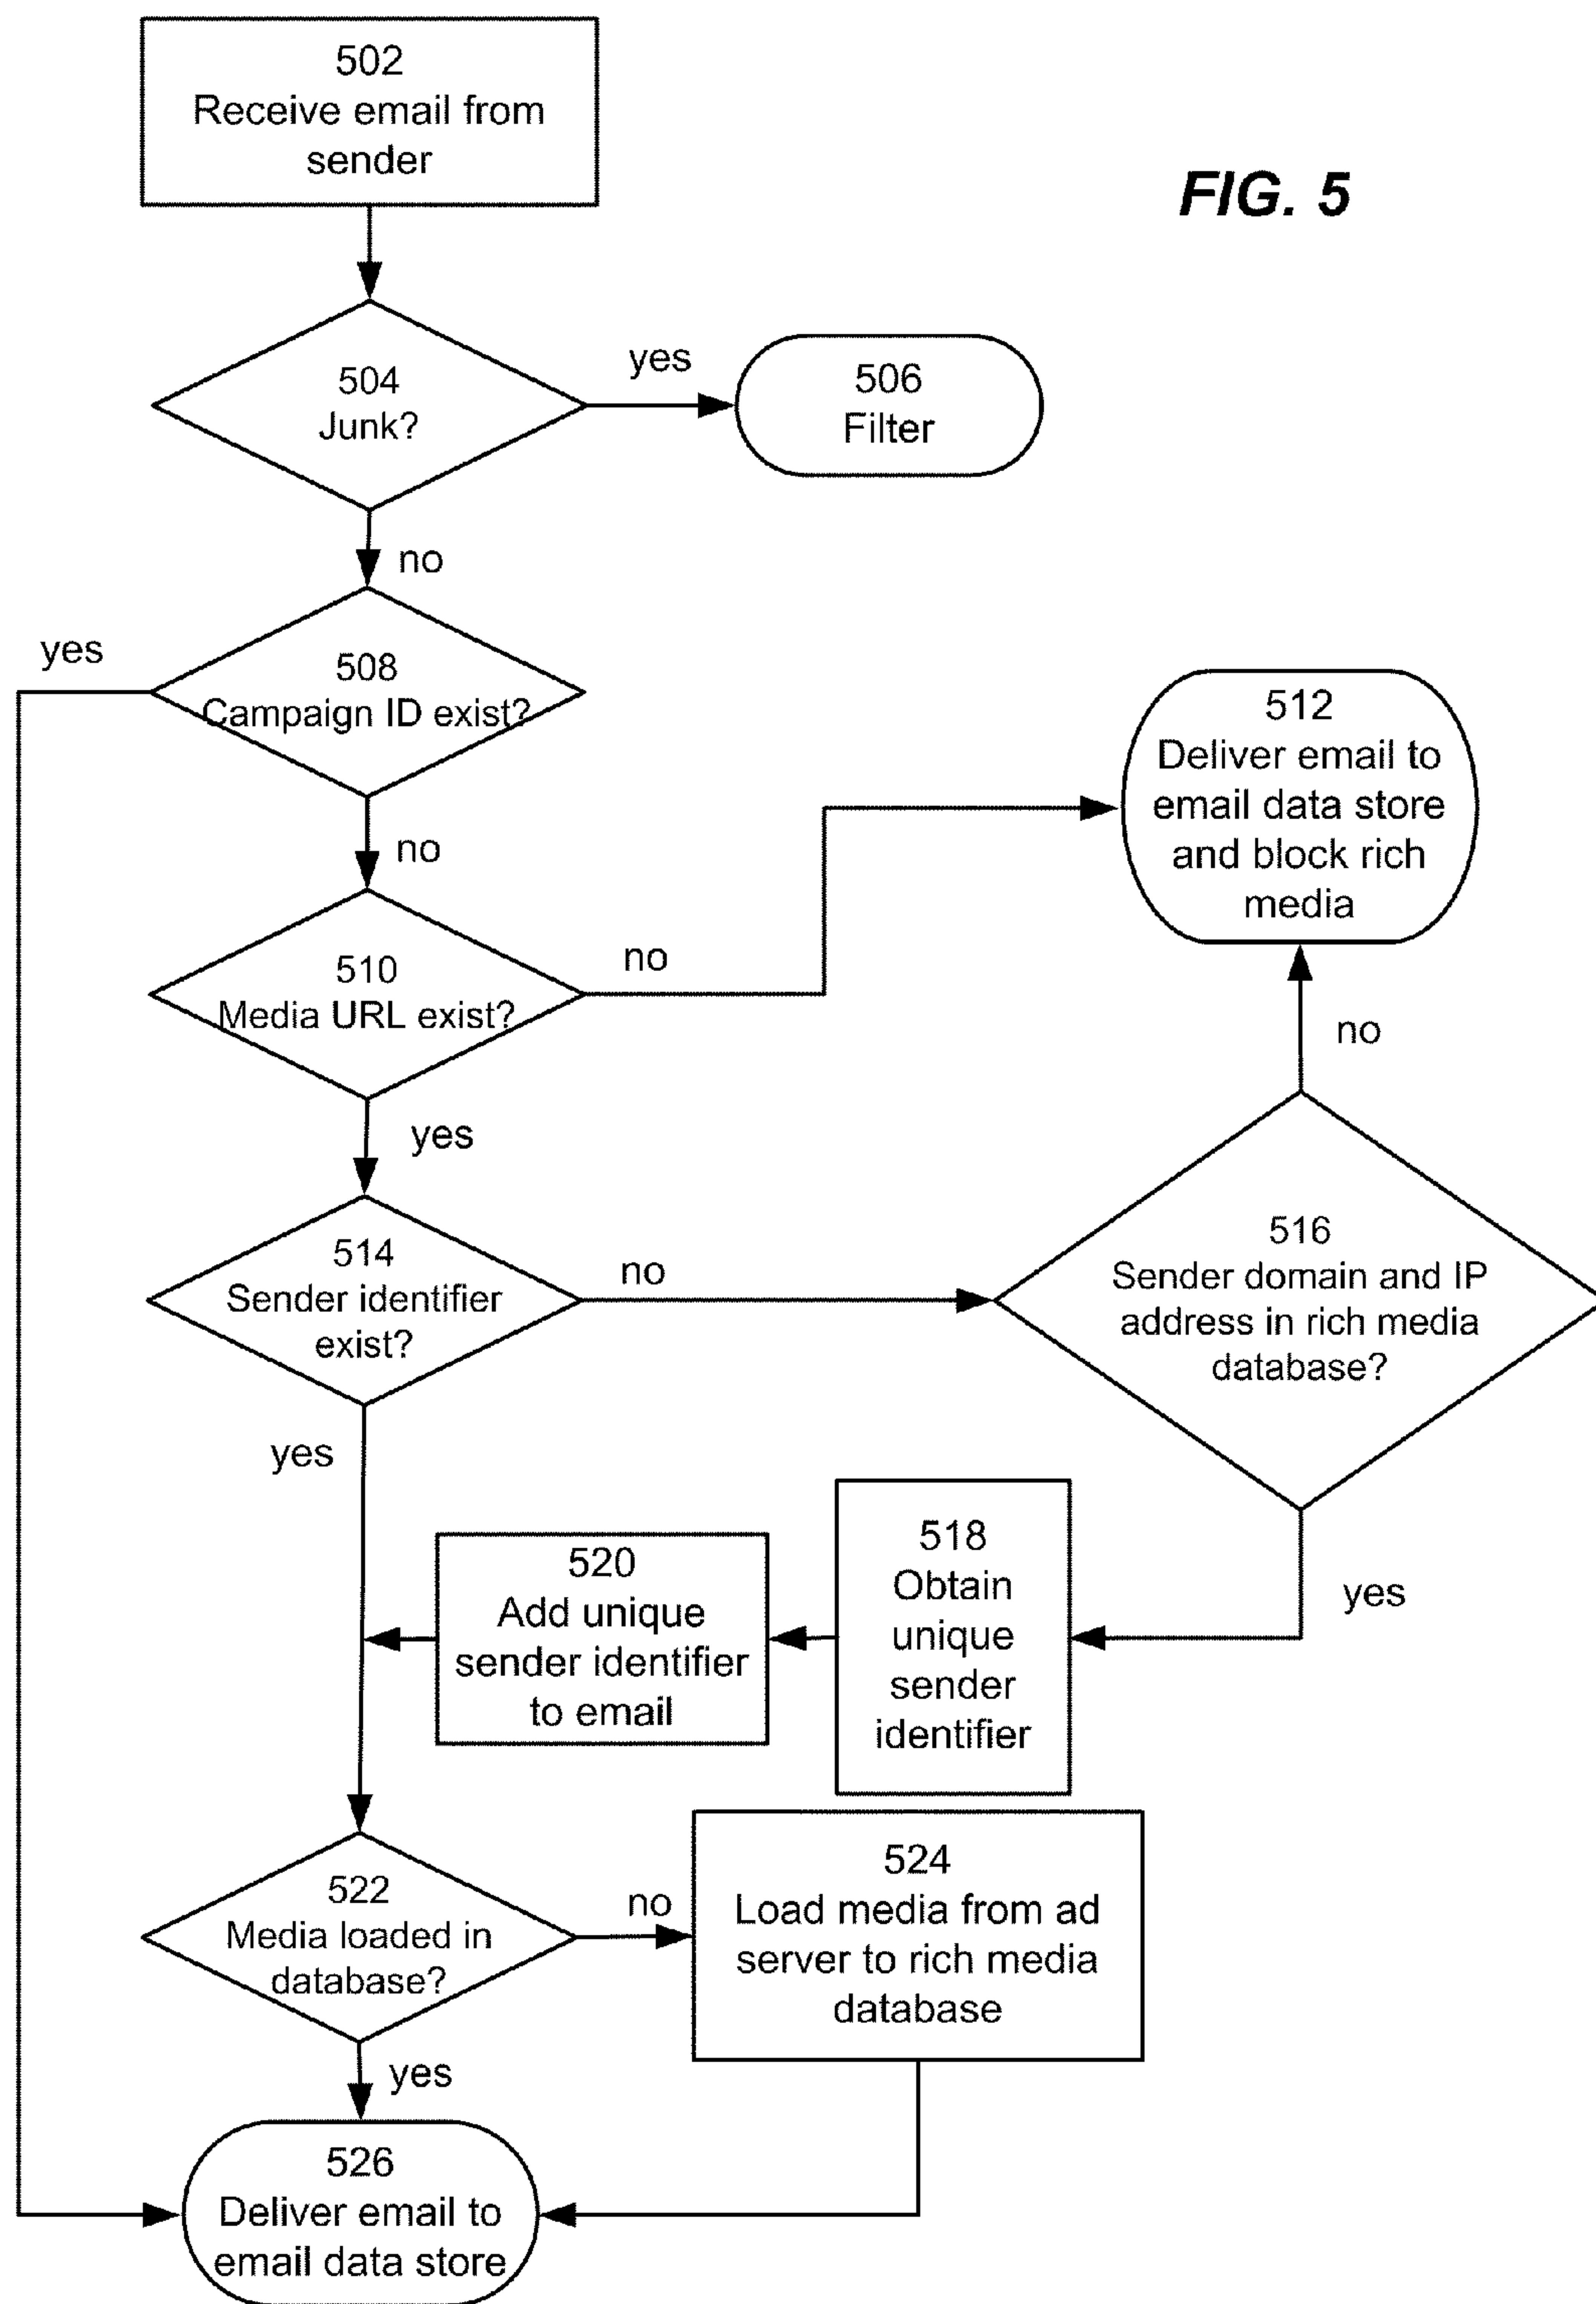 502
Receive email from
sender
FIG. 5
504
Junk?
yes
506
Filter
no
508
Campaign ID exist?
yes
no
510
Media URL exist?
no
512
Deliver email to
email data store
and block rich
media
yes
no
514
Sender identifier
exist?
no
516
Sender domain and IP
address in rich media
database?
yes
yes
518
Obtain
unique
sender
identifier
520
Add unique
sender identifier
to email
522
Media loaded in
database?
no
524
Load media from ad
server to rich media
database
yes
526
Deliver email to
email data store